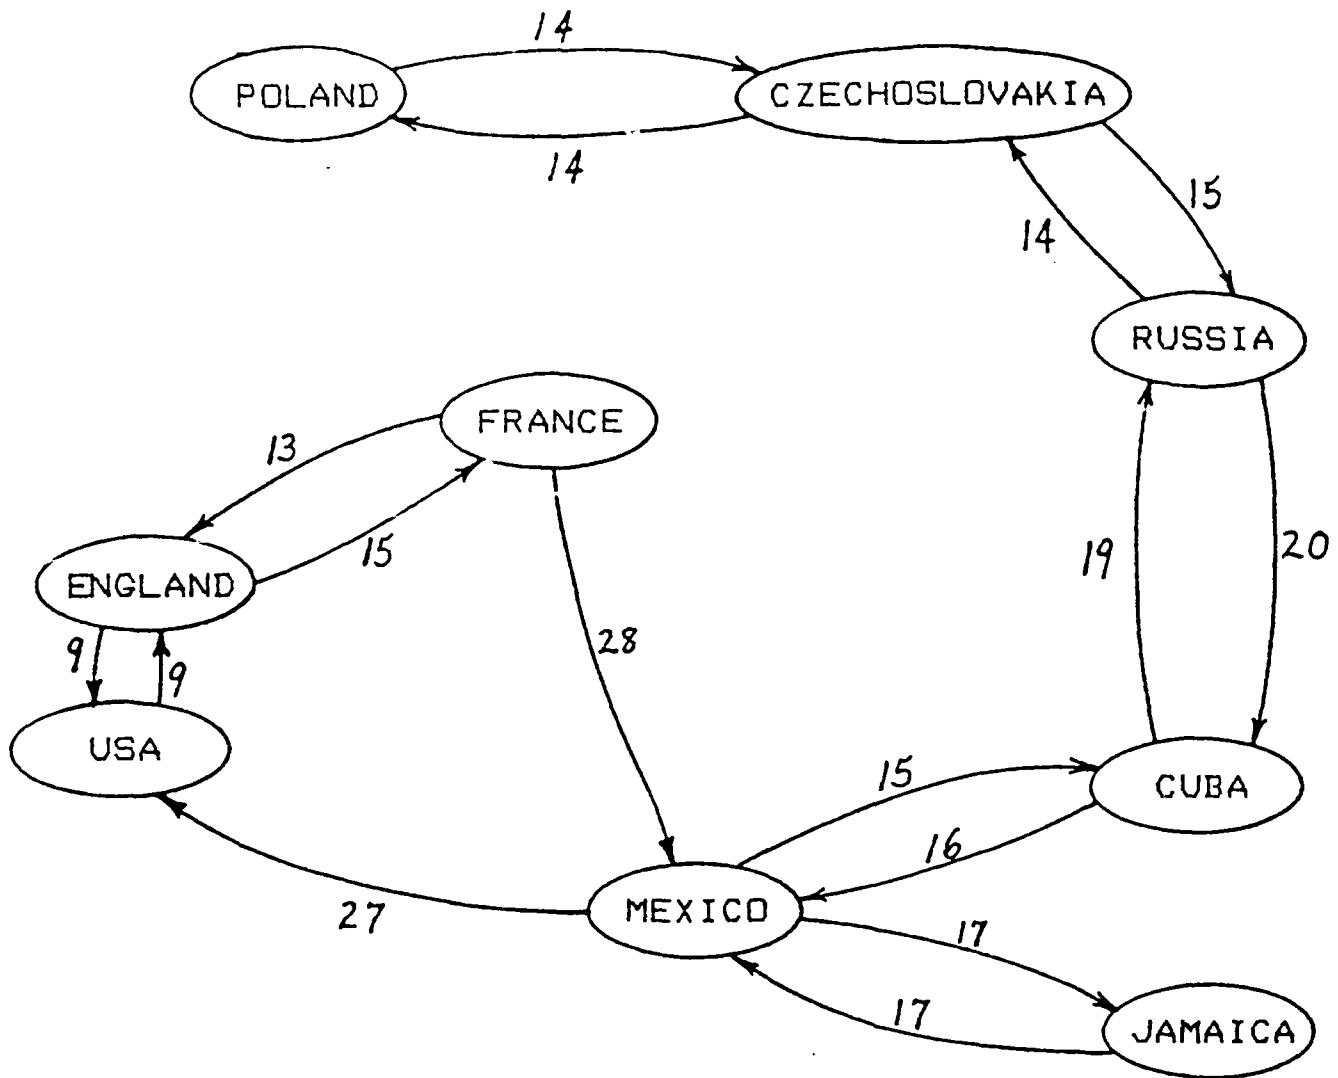 14
POLAND
CZECHOSLOVAKIA
14
15
14
RUSSIA
FRANCE
13
15
19
20
ENGLAND
28
9
9
USA
15
CUBA
16
27
MEXICO
17
17
JAMAICA